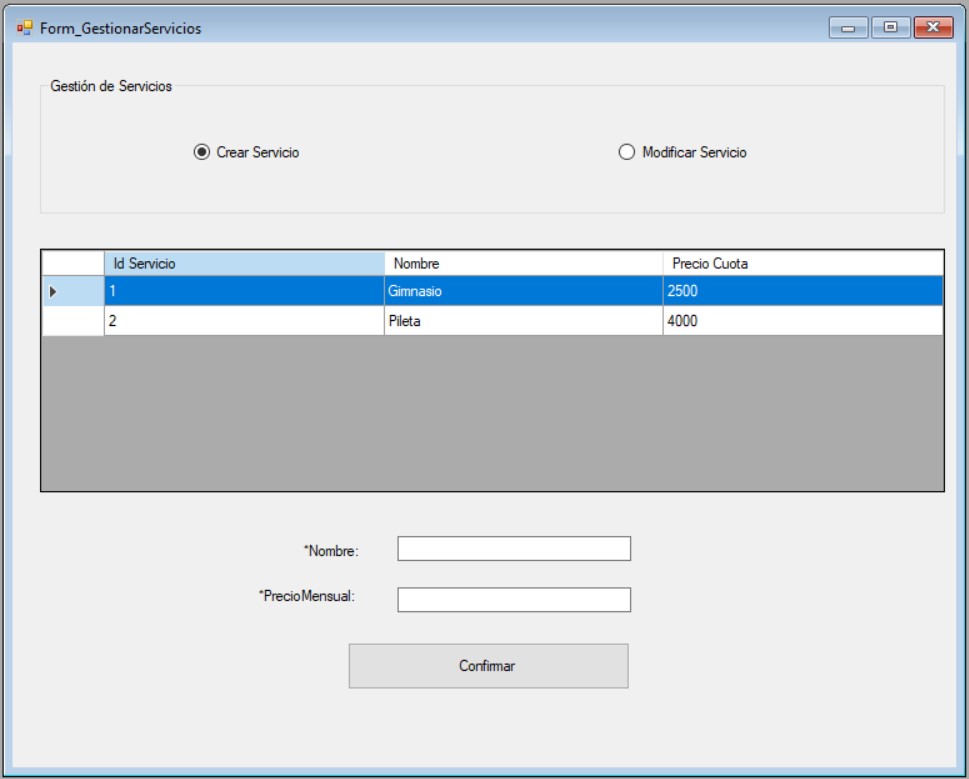 Form_GestionarServicios
Gestión de Servicios
Crear Servicio Modificar Servicio
Id Servicio Nombre Precio Cuota
1 Gimnasio 2500
2 Pileta 4000
*Nombre:
*PrecioMensual:
Confirmar